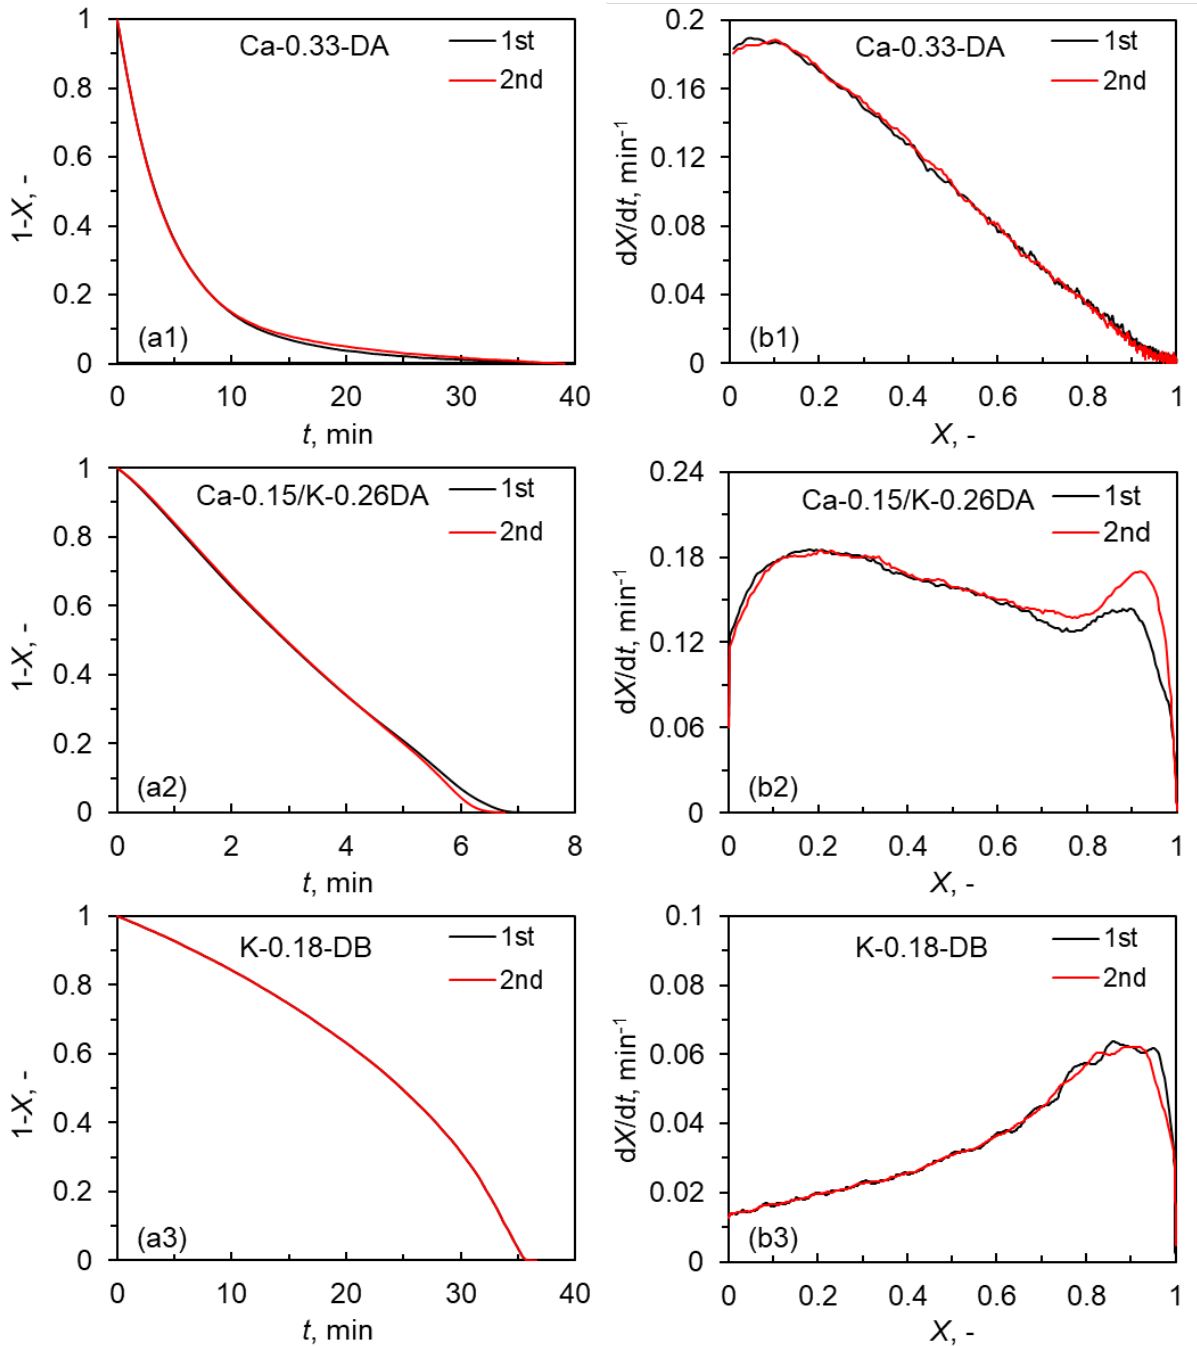 1
0.8
0.6
0.4
0.2
0
1-X, -
Ca-0.33-DA
1st
2nd
(a1)
0 10 20 30 40
t, min
0.2
0.16
0.12
0.08
0.04
0
dX/dt, min-1
Ca-0.33-DA
1st
2nd
(b1)
0 0.2 0.4 0.6 0.8 1
X, -
1
0.8
0.6
0.4
0.2
0
1-X, -
Ca-0.15/K-0.26DA
1st
2nd
(a2)
0 2 4 6 8
t, min
0.24
0.18
0.12
0.06
0
dX/dt, min-1
Ca-0.15/K-0.26DA
1st
2nd
(b2)
0 0.2 0.4 0.6 0.8 1
X, -
1
0.8
0.6
0.4
0.2
0
1-X, -
K-0.18-DB
1st
2nd
(a3)
0 10 20 30 40
t, min
0.1
0.08
0.06
0.04
0.02
0
dX/dt, min-1
K-0.18-DB
1st
2nd
(b3)
0 0.2 0.4 0.6 0.8 1
X, -